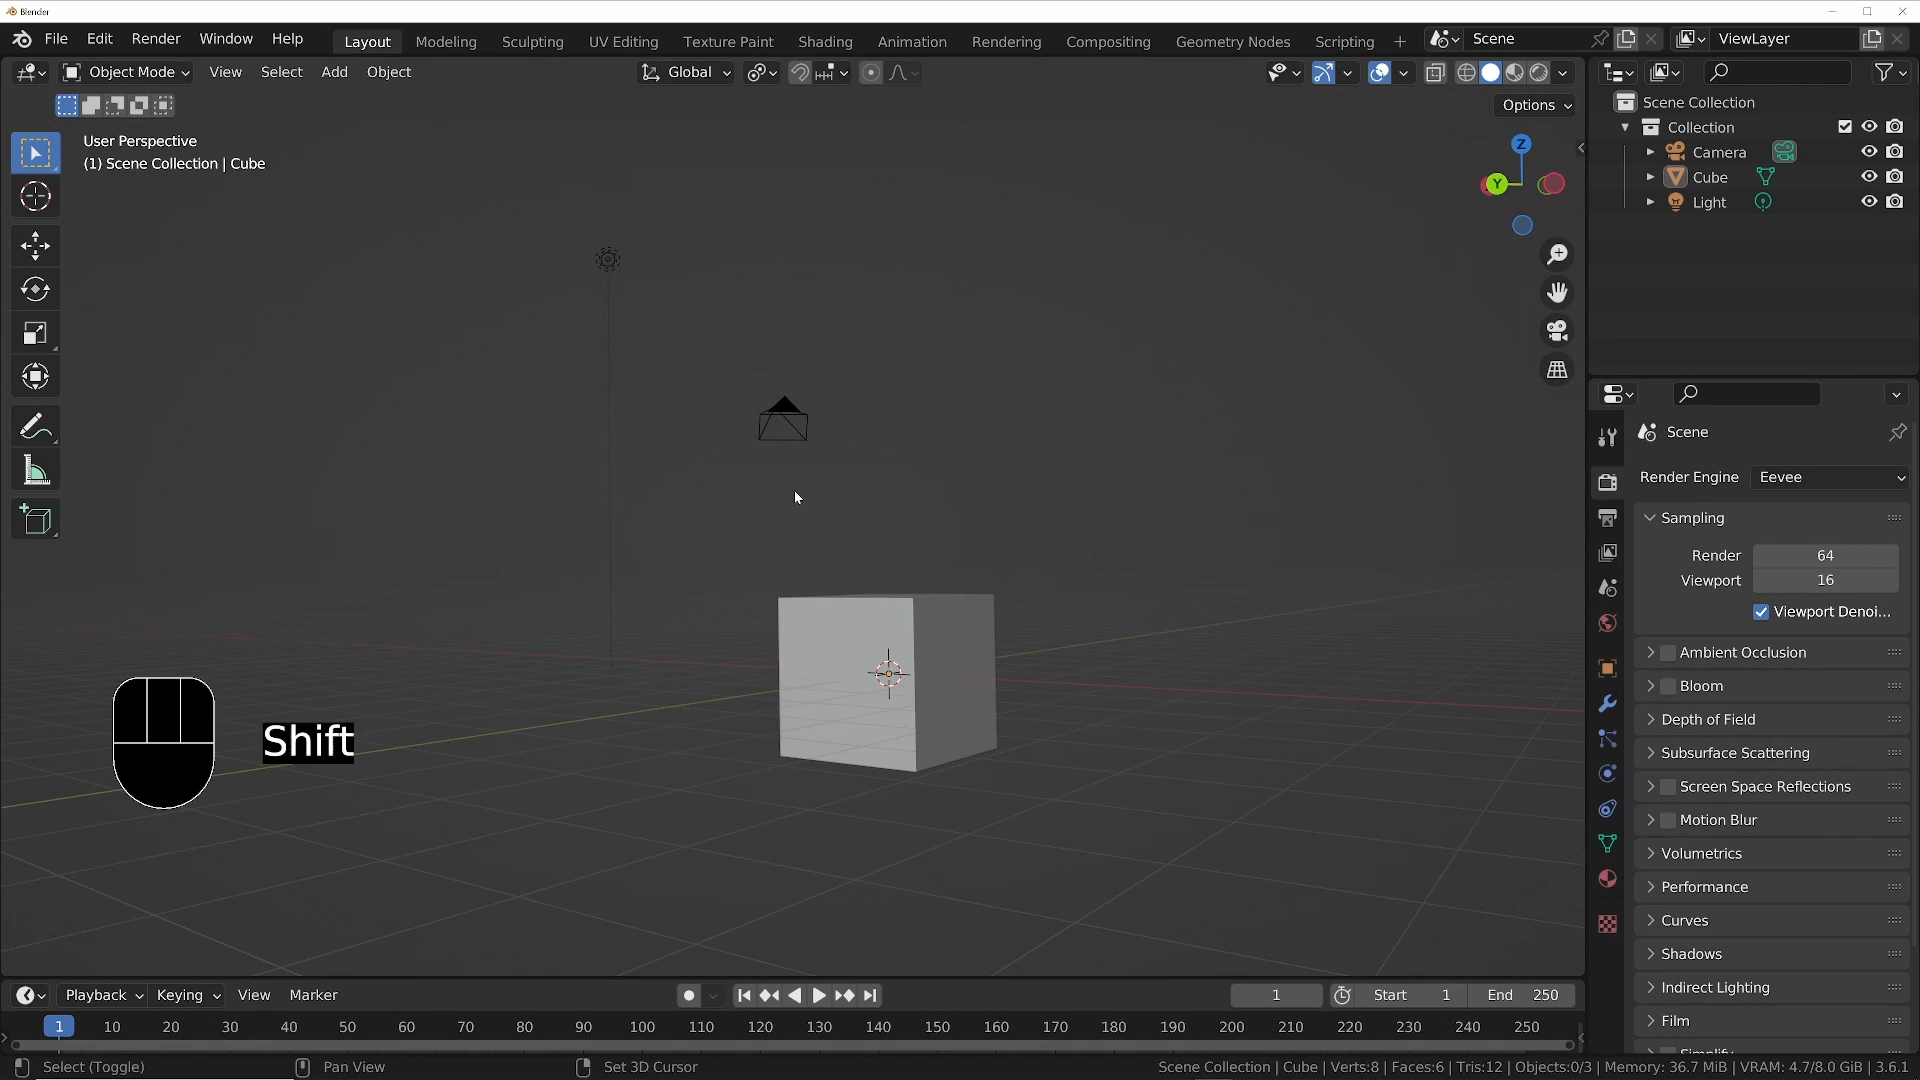 Blender
File Edit Render Window Help Layout Modeling Sculpting UV Editing Texture Paint Shading Animation Rendering Compositing Geometry Nodes Scripting + Scene ViewLayer
Object Mode View Select Add Object Global
Options
User Perspective
(1) Scene Collection | Cube
Z
Y
Shift
Scene Collection
Collection
Camera
Cube
Light
Scene
Render Engine Eevee
Sampling
Render 64
Viewport 16
Viewport Denoi...
Ambient Occlusion
Bloom
Depth of Field
Subsurface Scattering
Screen Space Reflections
Motion Blur
Volumetrics
Performance
Curves
Shadows
Indirect Lighting
Film
Simplify
Playback Keying View Marker 1 Start 1 End 250
1 10 20 30 40 50 60 70 80 90 100 110 120 130 140 150 160 170 180 190 200 210 220 230 240 250
Select (Toggle) Pan View Set 3D Cursor Scene Collection | Cube | Verts:8 | Faces:6 | Tris:12 | Objects:0/3 | Memory: 36.7 MiB | VRAM: 4.7/8.0 GiB | 3.6.1